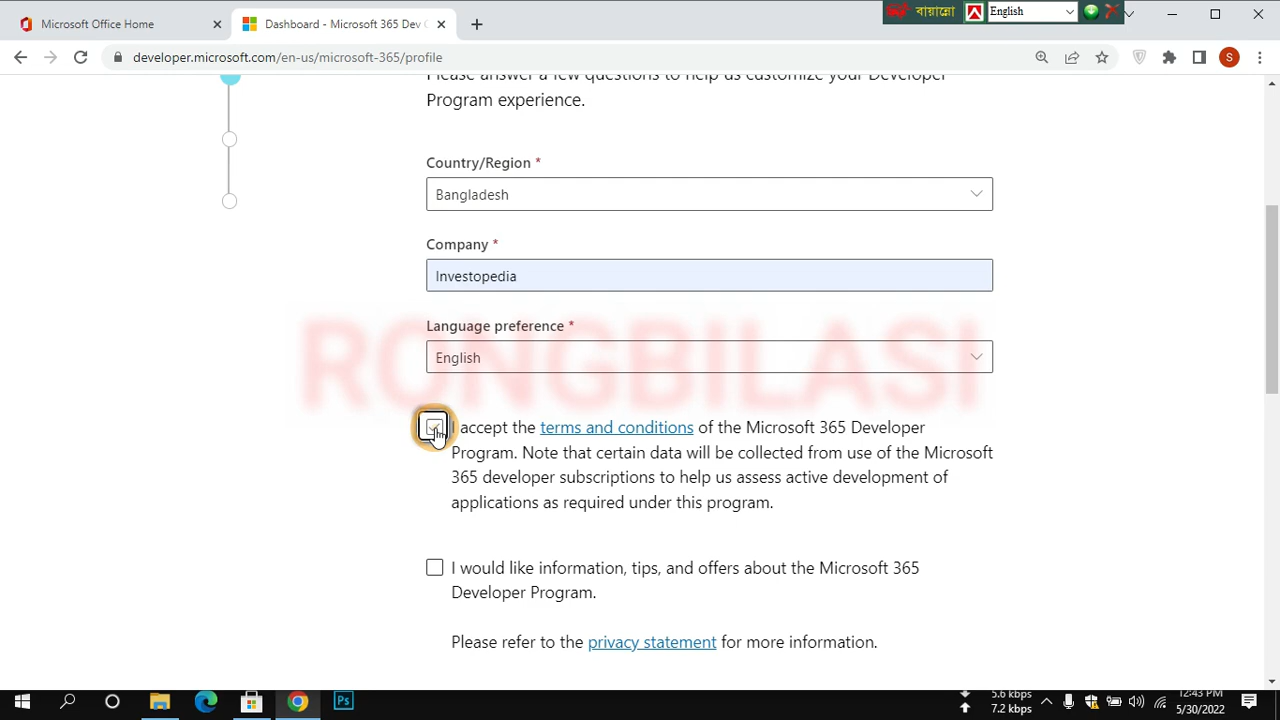 Microsoft Office Home
Dashboard - Microsoft 365 Dev C
বায়ান্নো
English
developer.microsoft.com/en-us/microsoft-365/profile
S
Please answer a few questions to help us customize your Developer
Program experience.
Country/Region *
Bangladesh
Company *
Investopedia
Language preference *
English
RONGBILASI
I accept the terms and conditions of the Microsoft 365 Developer
Program. Note that certain data will be collected from use of the Microsoft
365 developer subscriptions to help us assess active development of
applications as required under this program.
I would like information, tips, and offers about the Microsoft 365
Developer Program.
Please refer to the privacy statement for more information.
Ps
5.6 kbps
7.2 kbps
12:43 PM
5/30/2022